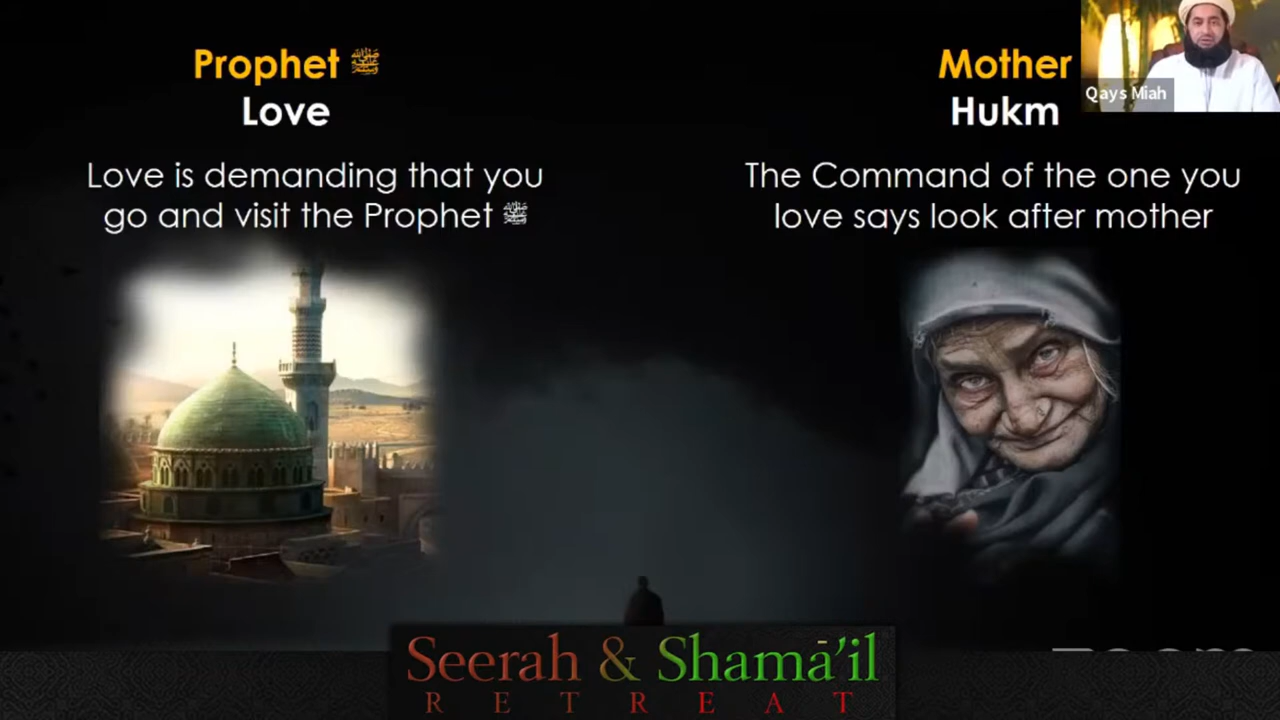 Prophet ﷺ
Love
Love is demanding that you
go and visit the Prophet ﷺ
Mother
Hukm
The Command of the one you
love says look after mother
Qays Miah
Seerah & Shamā'il
RETREAT